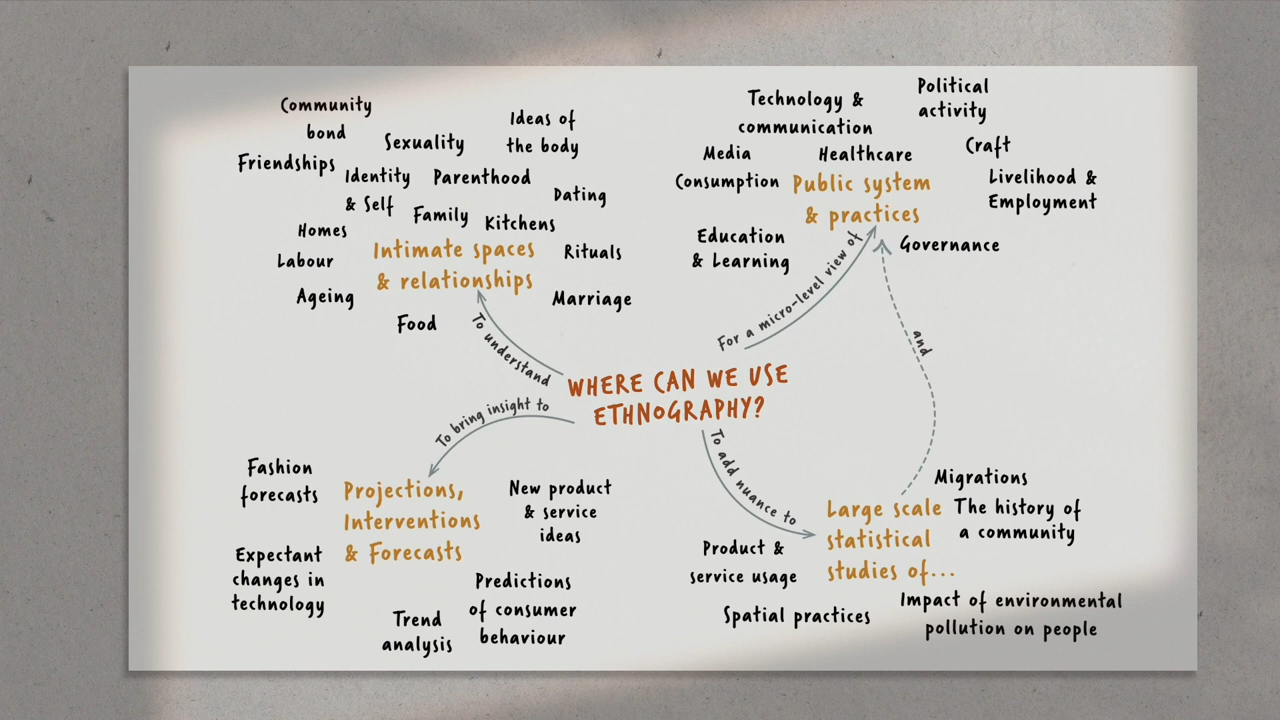 WHERE CAN WE USE
ETHNOGRAPHY?
To understand
Intimate spaces
& relationships
Community
bond
Friendships
Sexuality
Ideas of
the body
Identity
& Self
Parenthood
Dating
Family
Kitchens
Homes
Labour
Rituals
Ageing
Marriage
Food
For a micro-level view of
Public system
& practices
Technology &
communication
Political
activity
Media
Consumption
Healthcare
Craft
Livelihood &
Employment
Education
& Learning
Governance
and
To bring insight to
Projections,
Interventions
& Forecasts
Fashion
forecasts
New product
& service
ideas
Expectant
changes in
technology
Trend
analysis
Predictions
of consumer
behaviour
To add nuance to
Large scale
statistical
studies of...
Migrations
The history of
a community
Product &
service usage
Spatial practices
Impact of environmental
pollution on people